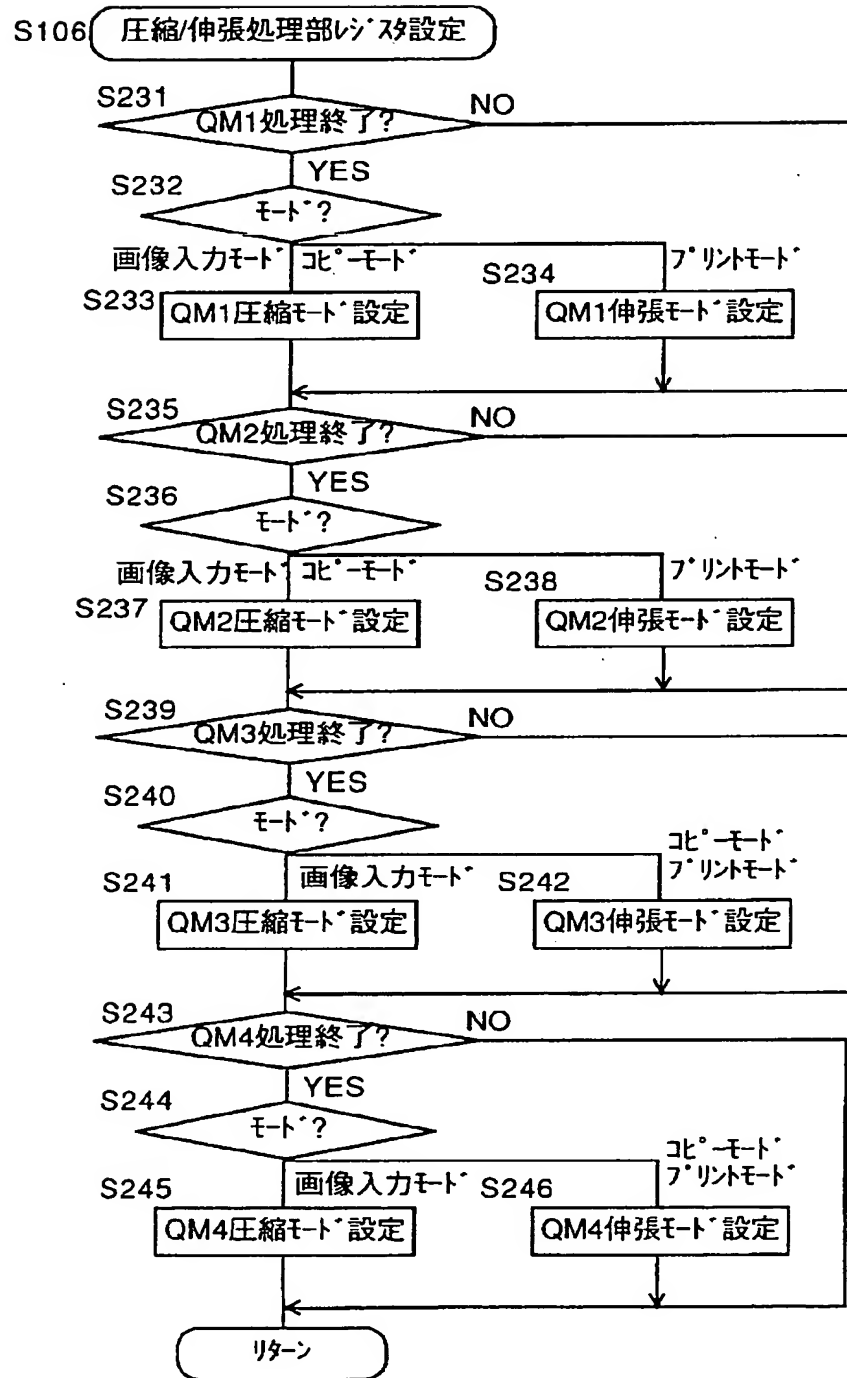 S106 圧縮/伸張処理部ﾚｼﾞｽﾀ設定
S231
QM1処理終了?
NO
YES
S232
ﾓｰﾄﾞ?
画像入力ﾓｰﾄﾞ ｺﾋﾟｰﾓｰﾄﾞ
S234
ﾌﾟﾘﾝﾄﾓｰﾄﾞ
S233
QM1圧縮ﾓｰﾄﾞ設定
QM1伸張ﾓｰﾄﾞ設定
S235
QM2処理終了?
NO
YES
S236
ﾓｰﾄﾞ?
画像入力ﾓｰﾄﾞ ｺﾋﾟｰﾓｰﾄﾞ
S238
ﾌﾟﾘﾝﾄﾓｰﾄﾞ
S237
QM2圧縮ﾓｰﾄﾞ設定
QM2伸張ﾓｰﾄﾞ設定
S239
QM3処理終了?
NO
YES
S240
ﾓｰﾄﾞ?
ｺﾋﾟｰﾓｰﾄﾞ
ﾌﾟﾘﾝﾄﾓｰﾄﾞ
S241
画像入力ﾓｰﾄﾞ
S242
QM3圧縮ﾓｰﾄﾞ設定
QM3伸張ﾓｰﾄﾞ設定
S243
QM4処理終了?
NO
YES
S244
ﾓｰﾄﾞ?
ｺﾋﾟｰﾓｰﾄﾞ
ﾌﾟﾘﾝﾄﾓｰﾄﾞ
S245
画像入力ﾓｰﾄﾞ
S246
QM4圧縮ﾓｰﾄﾞ設定
QM4伸張ﾓｰﾄﾞ設定
ﾘﾀｰﾝ